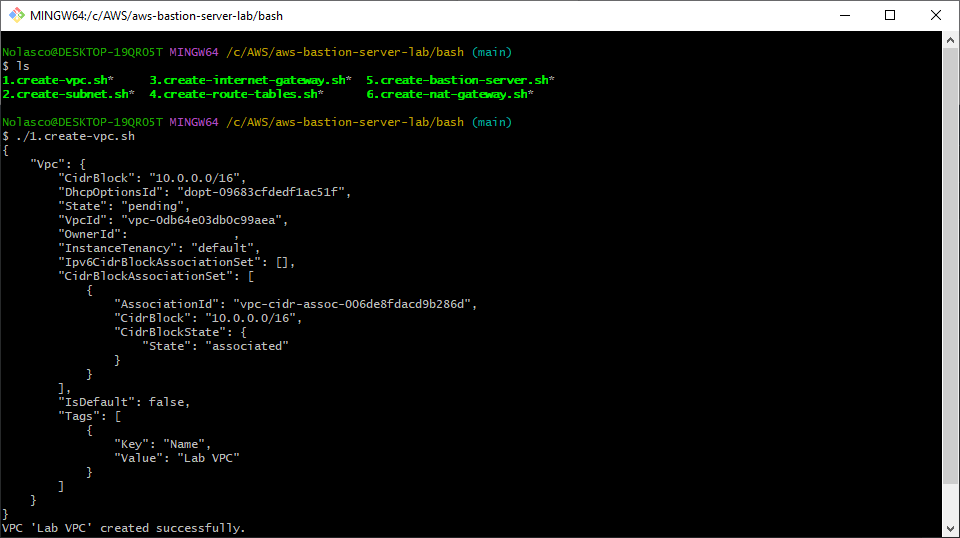 MINGW64:/c/AWS/aws-bastion-server-lab/bash
Nolasco@DESKTOP-19QRO5T MINGW64 /c/AWS/aws-bastion-server-lab/bash (main)
$ ls
1.create-vpc.sh*     3.create-internet-gateway.sh*  5.create-bastion-server.sh*
2.create-subnet.sh*  4.create-route-tables.sh*      6.create-nat-gateway.sh*
Nolasco@DESKTOP-19QRO5T MINGW64 /c/AWS/aws-bastion-server-lab/bash (main)
$ ./1.create-vpc.sh
{
    "Vpc": {
        "CidrBlock": "10.0.0.0/16",
        "DhcpOptionsId": "dopt-09683cfdedf1ac51f",
        "State": "pending",
        "VpcId": "vpc-0db64e03db0c99aea",
        "OwnerId":               ,
        "InstanceTenancy": "default",
        "Ipv6CidrBlockAssociationSet": [],
        "CidrBlockAssociationSet": [
            {
                "AssociationId": "vpc-cidr-assoc-006de8fdacd9b286d",
                "CidrBlock": "10.0.0.0/16",
                "CidrBlockState": {
                    "State": "associated"
                }
            }
        ],
        "IsDefault": false,
        "Tags": [
            {
                "Key": "Name",
                "Value": "Lab VPC"
            }
        ]
    }
}
VPC 'Lab VPC' created successfully.